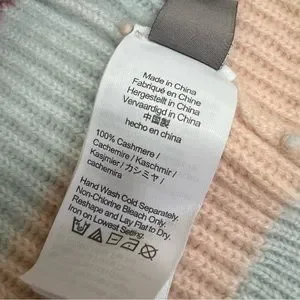 Made in China
Fabriqué en Chine
Hergestellt in China
Vervaardigd in China
中国製
hecho en china
100% Cashmere /
Cachemire / Kaschmir /
Kasjmier / カシミヤ /
cachemira
Hand Wash Cold Separately.
Non-Chlorine Bleach Only.
Reshape and Lay Flat to Dry.
Iron on Lowest Setting.